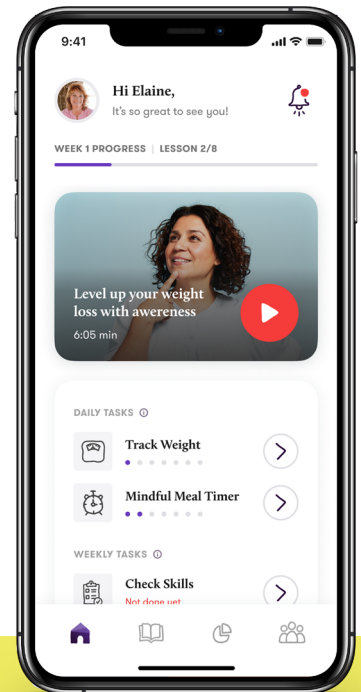 9:41
Hi Elaine,
It's so great to see you!
WEEK 1 PROGRESS | LESSON 2/8
Level up your weight
loss with awereness
6:05 min
DAILY TASKS
Track Weight
Mindful Meal Timer
WEEKLY TASKS
Check Skills
Not done yet